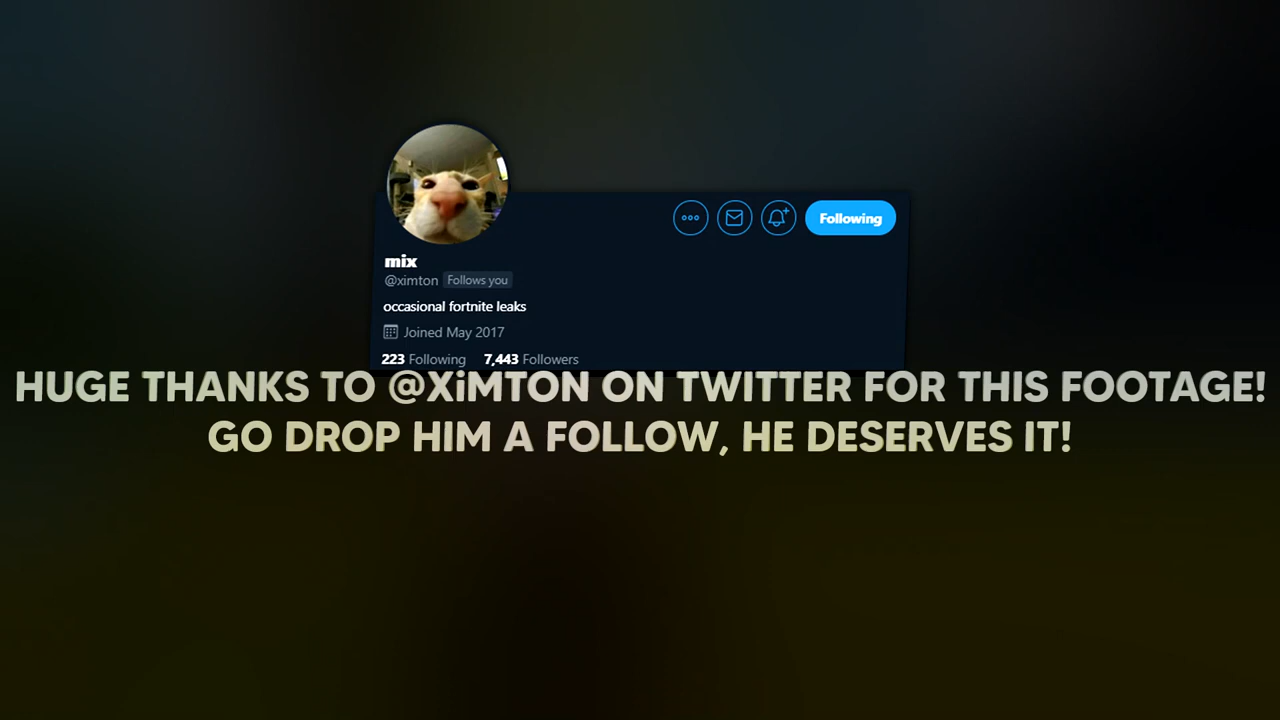 Following
mix
@ximton Follows you
occasional fortnite leaks
Joined May 2017
223 Following 7,443 Followers
HUGE THANKS TO @XiMTON ON TWITTER FOR THIS FOOTAGE!
GO DROP HIM A FOLLOW, HE DESERVES IT!